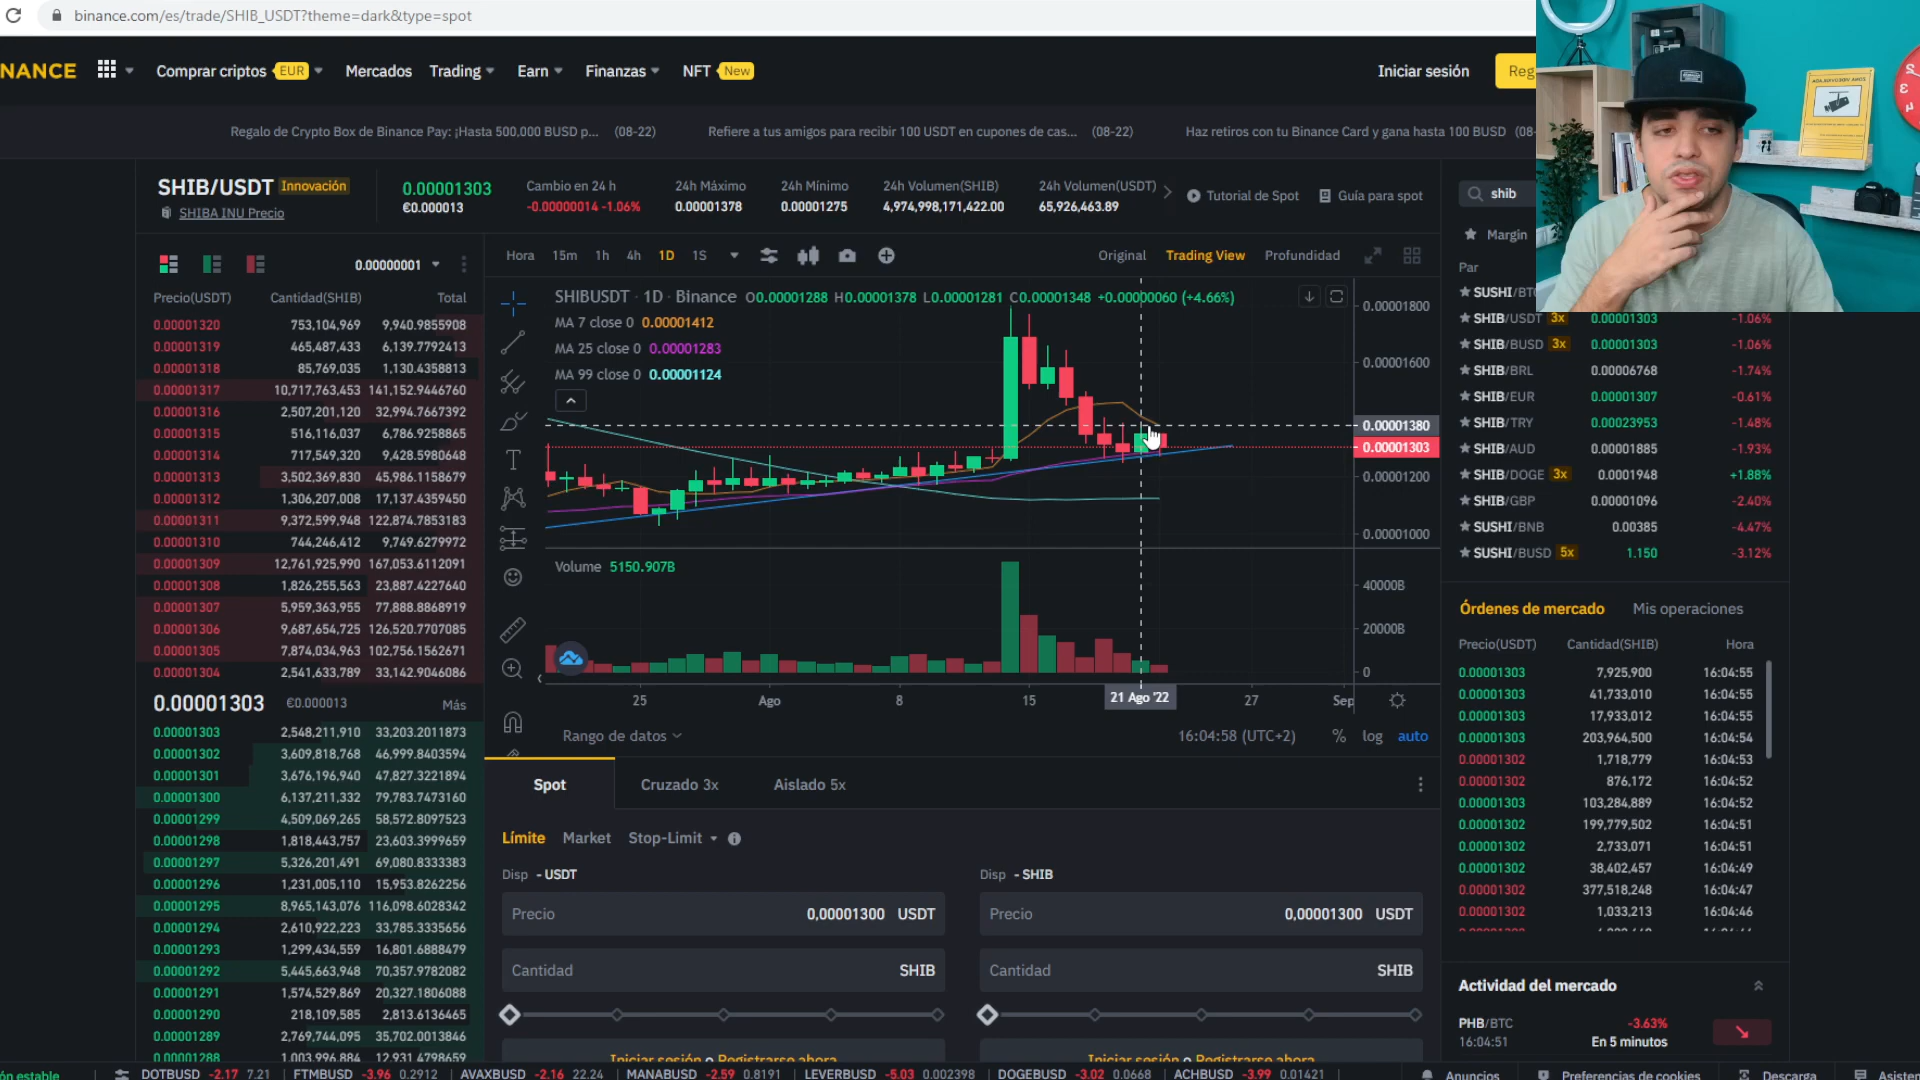 binance.com/es/trade/SHIB_USDT?theme=dark&type=spot
NANCE Comprar criptos EUR Mercados Trading Earn Finanzas NFT New Iniciar sesión Reg
Regalo de Crypto Box de Binance Pay: ¡Hasta 500,000 BUSD p... (08-22) Refiere a tus amigos para recibir 100 USDT en cupones de cas... (08-22) Haz retiros con tu Binance Card y gana hasta 100 BUSD (08-
SHIB/USDT Innovación
SHIBA INU Precio
0.00001303
€0.000013
Cambio en 24 h
-0.00000014 -1.06%
24h Máximo
0.00001378
24h Mínimo
0.00001275
24h Volumen(SHIB)
4,974,998,171,422.00
24h Volumen(USDT)
65,926,463.89
Tutorial de Spot Guía para spot
0.00000001
Precio(USDT) Cantidad(SHIB) Total
0.00001320 753,104,969 9,940.9855908
0.00001319 465,487,433 6,139.7792413
0.00001318 85,769,035 1,130.4358813
0.00001317 10,717,763,453 141,152.9446760
0.00001316 2,507,201,120 32,994.7667392
0.00001315 516,116,037 6,786.9258865
0.00001314 717,549,320 9,428.5980648
0.00001313 3,502,369,830 45,986.1158679
0.00001312 1,306,207,008 17,137.4359450
0.00001311 9,372,599,948 122,874.7853183
0.00001310 744,246,412 9,749.6279972
0.00001309 12,761,925,990 167,053.6112091
0.00001308 1,826,255,563 23,887.4227640
0.00001307 5,959,363,955 77,888.8868919
0.00001306 9,687,654,725 126,520.7707085
0.00001305 7,874,034,963 102,756.1562671
0.00001304 2,541,633,789 33,142.9046086
0.00001303 €0.000013 Más
0.00001303 2,548,211,910 33,203.2011873
0.00001302 3,609,818,768 46,999.8403594
0.00001301 3,676,196,940 47,827.3221894
0.00001300 6,137,211,332 79,783.7473160
0.00001299 4,509,069,265 58,572.8097523
0.00001298 1,818,443,757 23,603.3999659
0.00001297 5,326,201,491 69,080.8333383
0.00001296 1,231,005,110 15,953.8262256
0.00001295 8,965,143,076 116,098.6028342
0.00001294 2,610,922,223 33,785.3335656
0.00001293 1,299,434,559 16,801.6888479
0.00001292 5,445,663,948 70,357.9782082
0.00001291 1,574,529,869 20,327.1806088
0.00001290 218,109,585 2,813.6136465
0.00001289 2,769,744,095 35,702.0013846
0.00001288 1,003,996,884 12,931.4798659
Hora 15m 1h 4h 1D 1S Original Trading View Profundidad
SHIBUSDT · 1D · Binance O0.00001288 H0.00001378 L0.00001281 C0.00001348 +0.00000060 (+4.66%)
MA 7 close 0 0.00001412
MA 25 close 0 0.00001283
MA 99 close 0 0.00001124
0.00001800
0.00001600
0.00001380
0.00001303
0.00001200
0.00001000
Volume 5150.907B
40000B
20000B
0
25 Ago 8 15 21 Ago '22 27 Sep
Rango de datos 16:04:58 (UTC+2) % log auto
Spot Cruzado 3x Aislado 5x
Límite Market Stop-Limit
Disp - USDT
Precio 0,00001300 USDT
Cantidad SHIB
Iniciar sesión o Registrarse ahora
Disp - SHIB
Precio 0,00001300 USDT
Cantidad SHIB
Iniciar sesión o Registrarse ahora
shib
Margin
Par
SUSHI/BTC
SHIB/USDT 3x 0.00001303 -1.06%
SHIB/BUSD 3x 0.00001303 -1.06%
SHIB/BRL 0.00006768 -1.74%
SHIB/EUR 0.00001307 -0.61%
SHIB/TRY 0.00023953 -1.48%
SHIB/AUD 0.00001885 -1.93%
SHIB/DOGE 3x 0.0001948 +1.88%
SHIB/GBP 0.00001096 -2.40%
SUSHI/BNB 0.00385 -4.47%
SUSHI/BUSD 5x 1.150 -3.12%
Órdenes de mercado Mis operaciones
Precio(USDT) Cantidad(SHIB) Hora
0.00001303 7,925,900 16:04:55
0.00001303 41,733,010 16:04:55
0.00001303 17,933,012 16:04:55
0.00001303 203,964,500 16:04:54
0.00001302 1,718,779 16:04:53
0.00001302 876,172 16:04:52
0.00001303 103,284,889 16:04:52
0.00001302 199,779,502 16:04:51
0.00001302 2,733,071 16:04:51
0.00001302 38,402,457 16:04:49
0.00001302 377,518,248 16:04:47
0.00001302 1,033,213 16:04:46
Actividad del mercado
PHB/BTC -3.63%
16:04:51 En 5 minutos
ón estable DOTBUSD -2.17 7.21 FTMBUSD -3.96 0.2912 AVAXBUSD -2.16 22.24 MANABUSD -2.59 0.8191 LEVERBUSD -5.03 0.002398 DOGEBUSD -3.02 0.0668 ACHBUSD -3.99 0.01421 Anuncios Preferencias de cookies Descarga Asisten